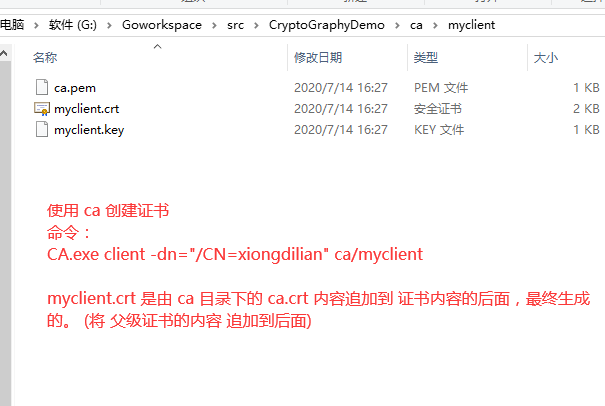 电脑 › 软件 (G:) › Goworkspace › src › CryptoGraphyDemo › ca › myclient
名称 修改日期 类型 大小
ca.pem 2020/7/14 16:27 PEM 文件 1 KB
myclient.crt 2020/7/14 16:27 安全证书 2 KB
myclient.key 2020/7/14 16:27 KEY 文件 1 KB
使用 ca 创建证书
命令：
CA.exe client -dn="/CN=xiongdilian" ca/myclient
myclient.crt 是由 ca 目录下的 ca.crt 内容追加到 证书内容的后面，最终生成
的。 (将 父级证书的内容 追加到后面)